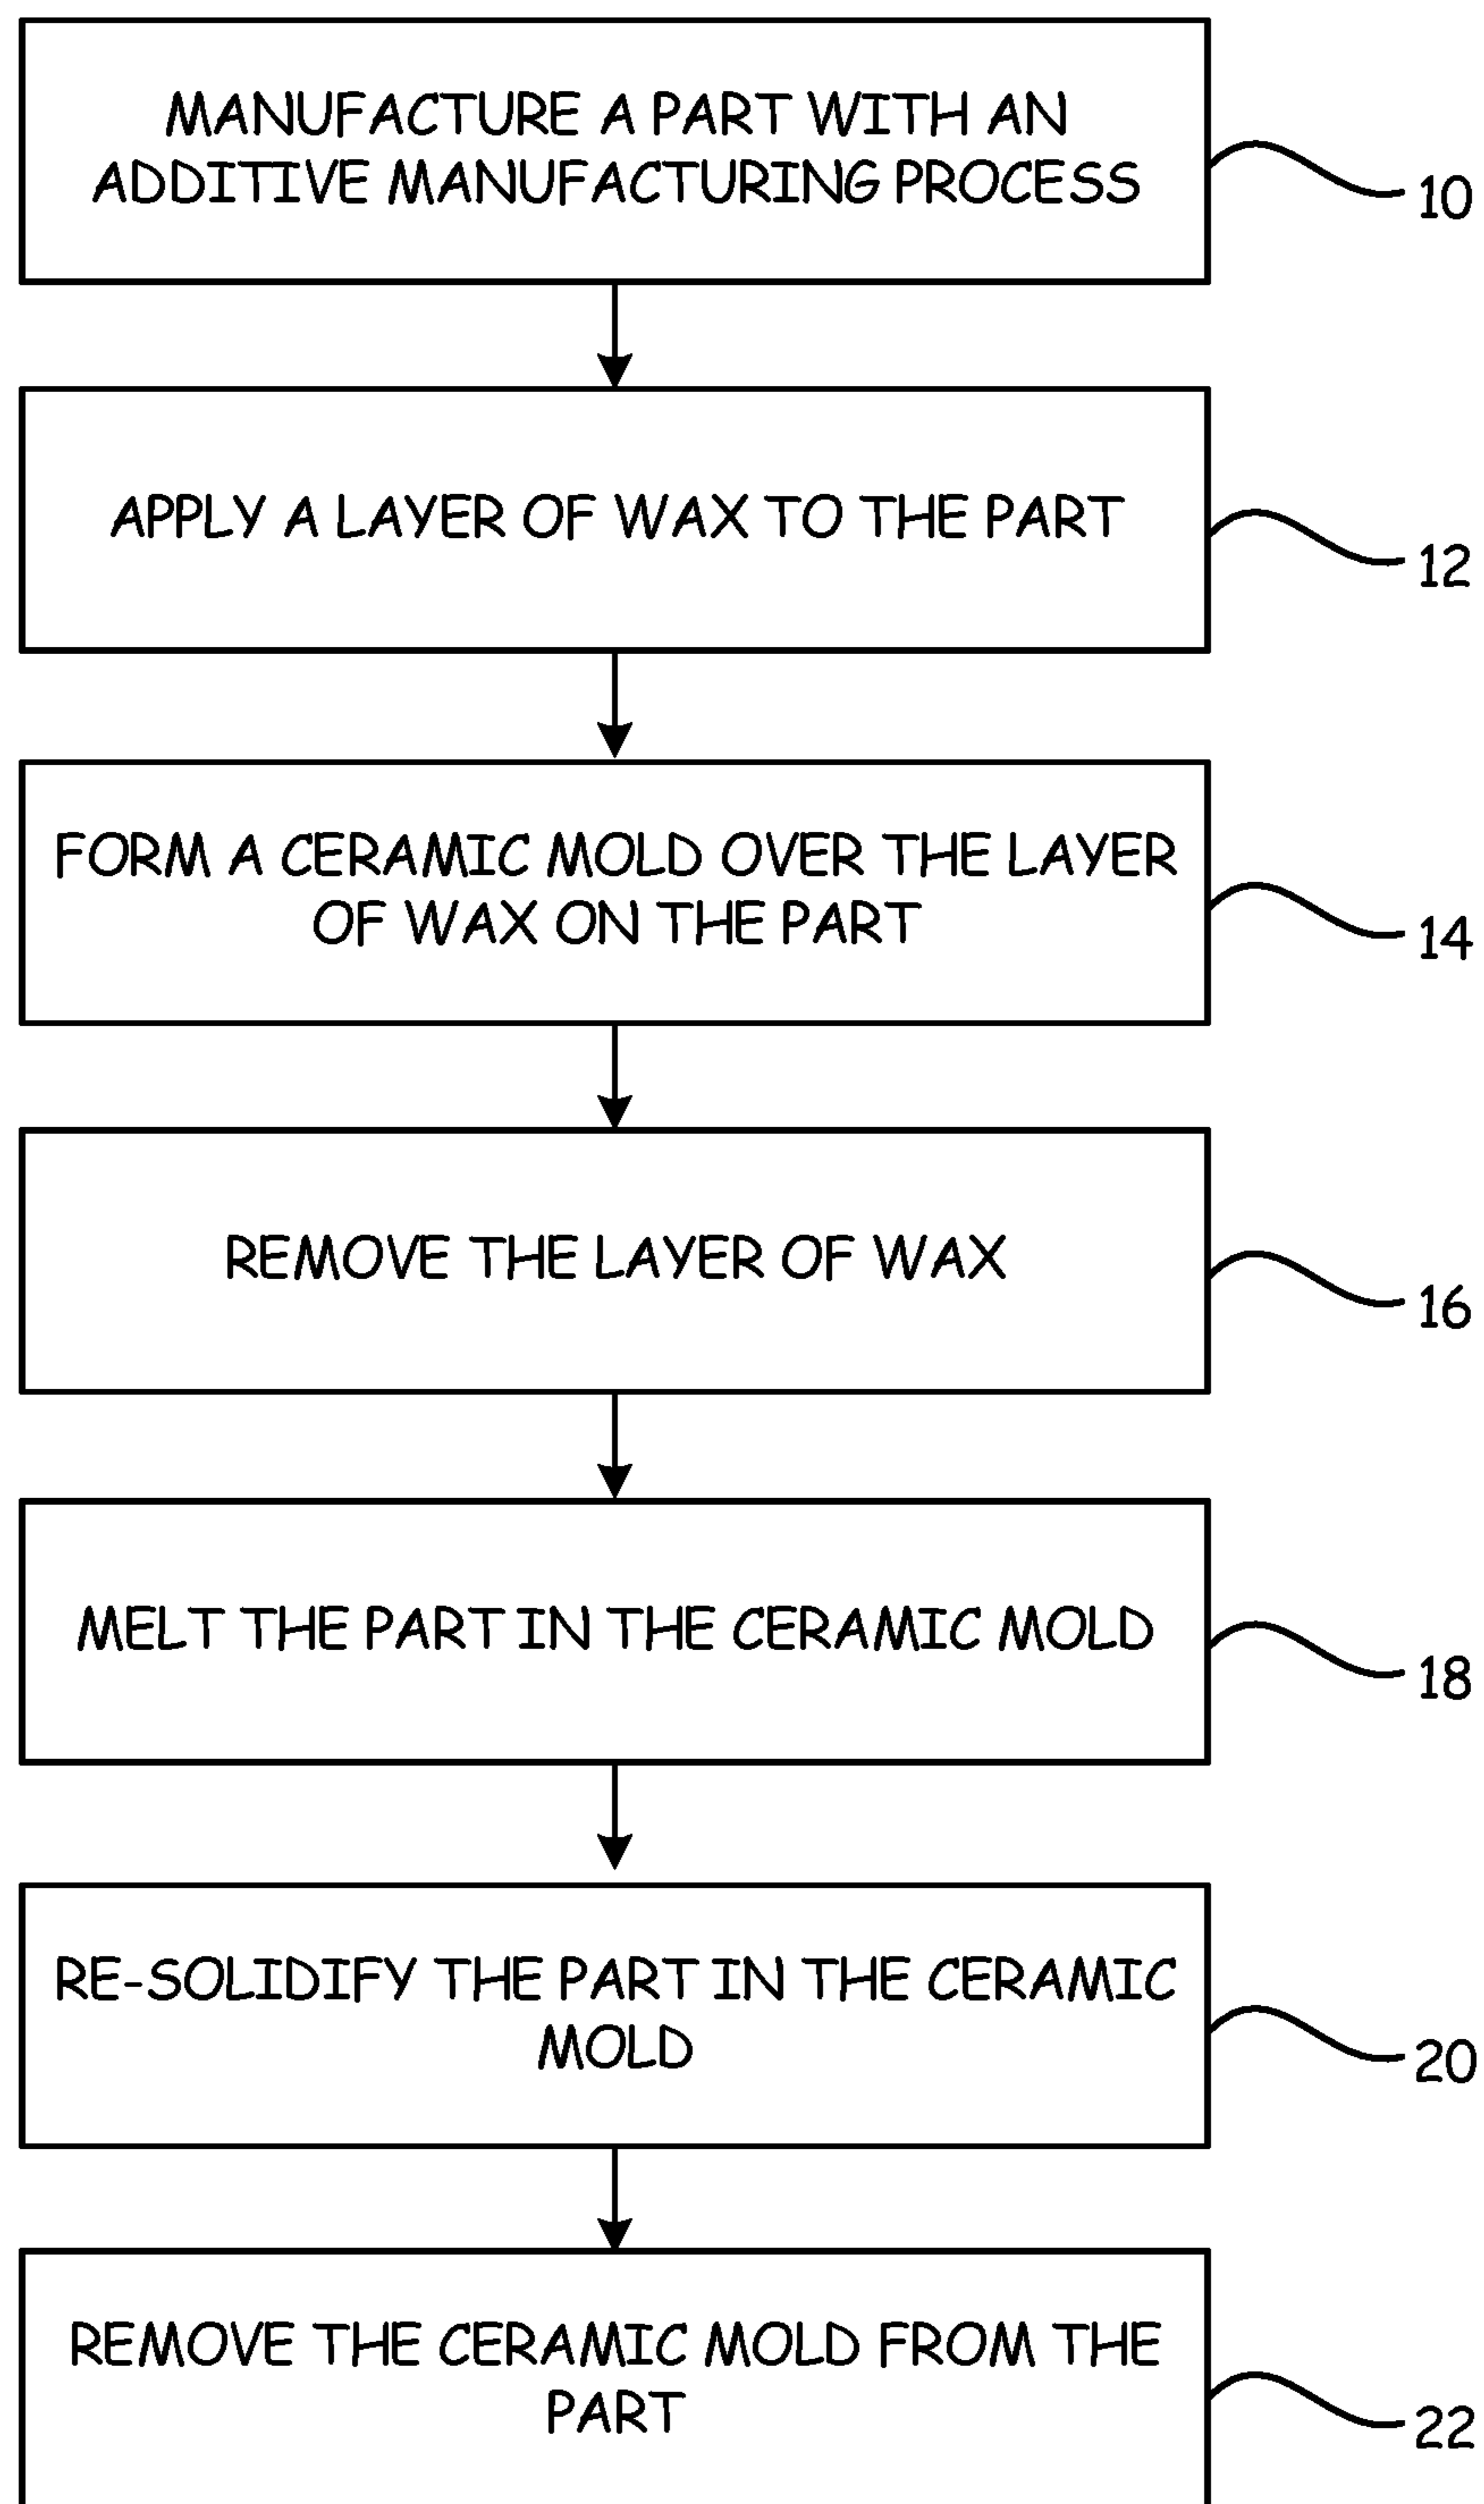 MANUFACTURE A PART WITH AN
ADDITIVE MANUFACTURING PROCESS
10
APPLY A LAYER OF WAX TO THE PART
12
FORM A CERAMIC MOLD OVER THE LAYER
OF WAX ON THE PART
14
REMOVE THE LAYER OF WAX
16
MELT THE PART IN THE CERAMIC MOLD
18
RE-SOLIDIFY THE PART IN THE CERAMIC
MOLD
20
REMOVE THE CERAMIC MOLD FROM THE
PART
22